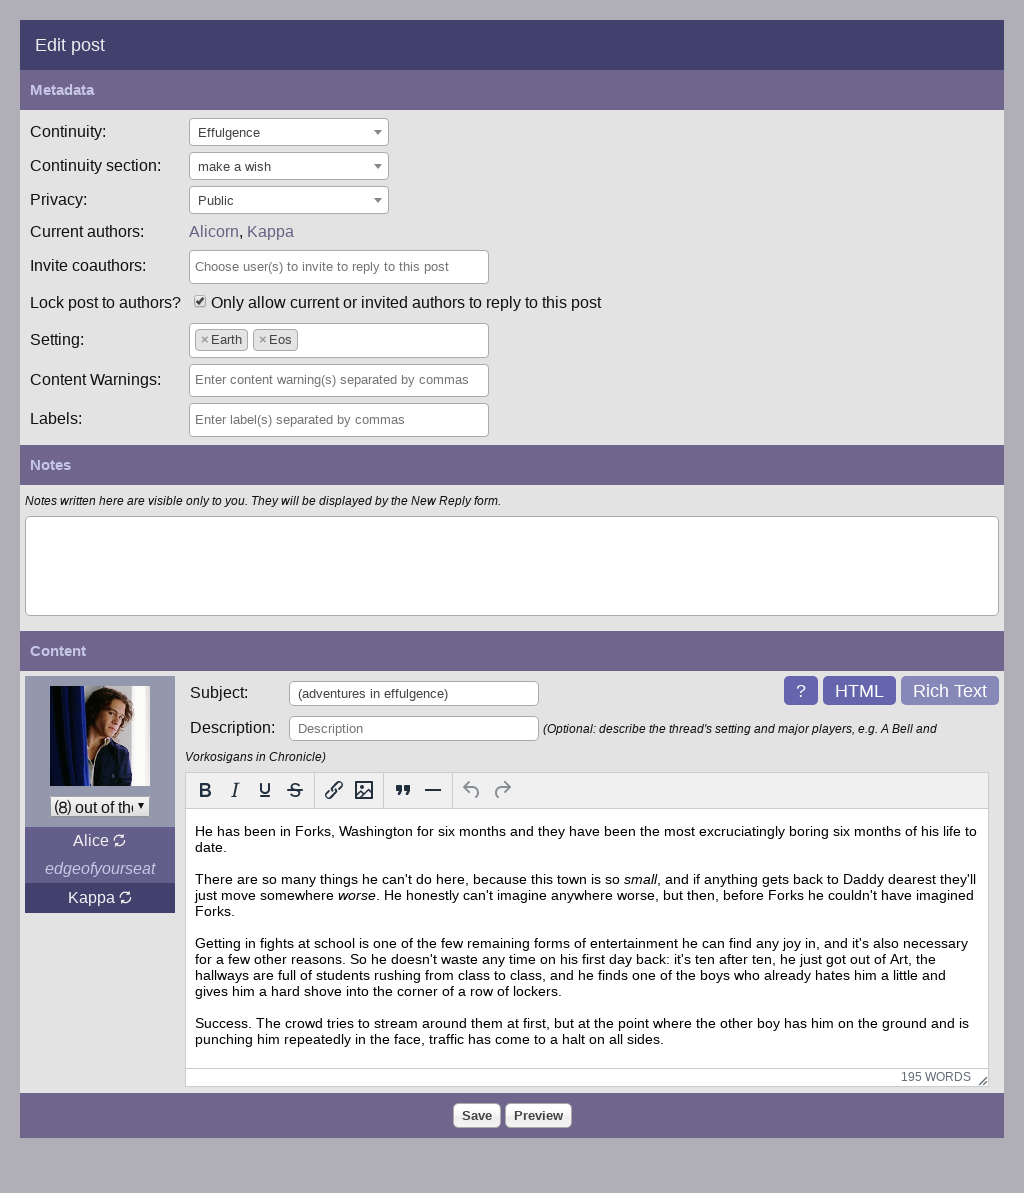 Edit post
Metadata
Continuity: Effulgence
Continuity section: make a wish
Privacy: Public
Current authors: Alicorn, Kappa
Invite coauthors: Choose user(s) to invite to reply to this post
Lock post to authors? Only allow current or invited authors to reply to this post
Setting: × Earth × Eos
Content Warnings: Enter content warning(s) separated by commas
Labels: Enter label(s) separated by commas
Notes
Notes written here are visible only to you. They will be displayed by the New Reply form.
Content
(8) out of the
Alice
edgeofyourseat
Kappa
Subject: (adventures in effulgence)
? HTML Rich Text
Description: Description (Optional: describe the thread's setting and major players, e.g. A Bell and
Vorkosigans in Chronicle)
B I U S
He has been in Forks, Washington for six months and they have been the most excruciatingly boring six months of his life to
date.
There are so many things he can't do here, because this town is so small, and if anything gets back to Daddy dearest they'll
just move somewhere worse. He honestly can't imagine anywhere worse, but then, before Forks he couldn't have imagined
Forks.
Getting in fights at school is one of the few remaining forms of entertainment he can find any joy in, and it's also necessary
for a few other reasons. So he doesn't waste any time on his first day back: it's ten after ten, he just got out of Art, the
hallways are full of students rushing from class to class, and he finds one of the boys who already hates him a little and
gives him a hard shove into the corner of a row of lockers.
Success. The crowd tries to stream around them at first, but at the point where the other boy has him on the ground and is
punching him repeatedly in the face, traffic has come to a halt on all sides.
195 WORDS
Save Preview